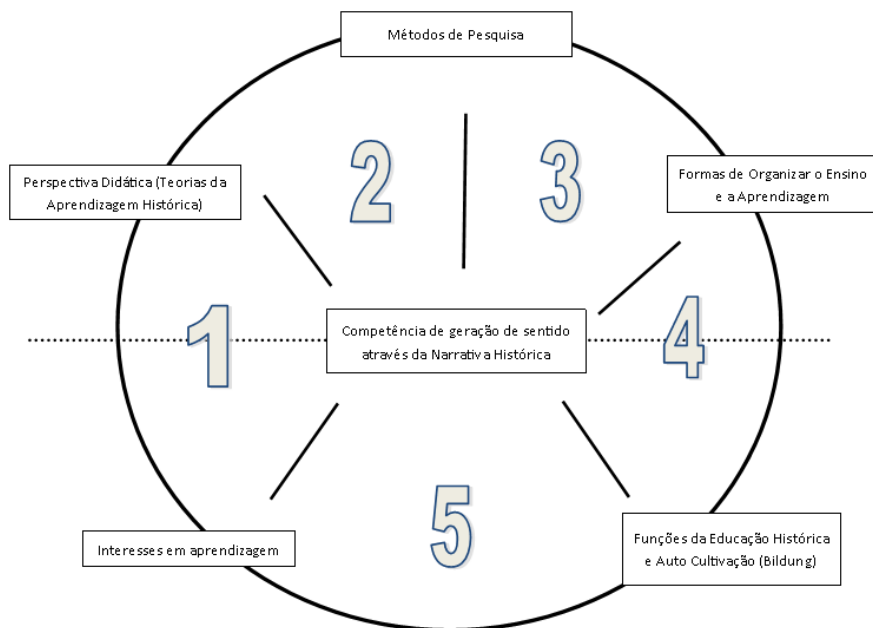 Métodos de Pesquisa
2
3
Perspectiva Didática (Teorias da
Aprendizagem Histórica)
Formas de Organizar o Ensino
e a Aprendizagem
1
Competência de geração de sentido
através da Narrativa Histórica
4
5
Interesses em aprendizagem
Funções da Educação Histórica
e Auto Cultivação (Bildung)